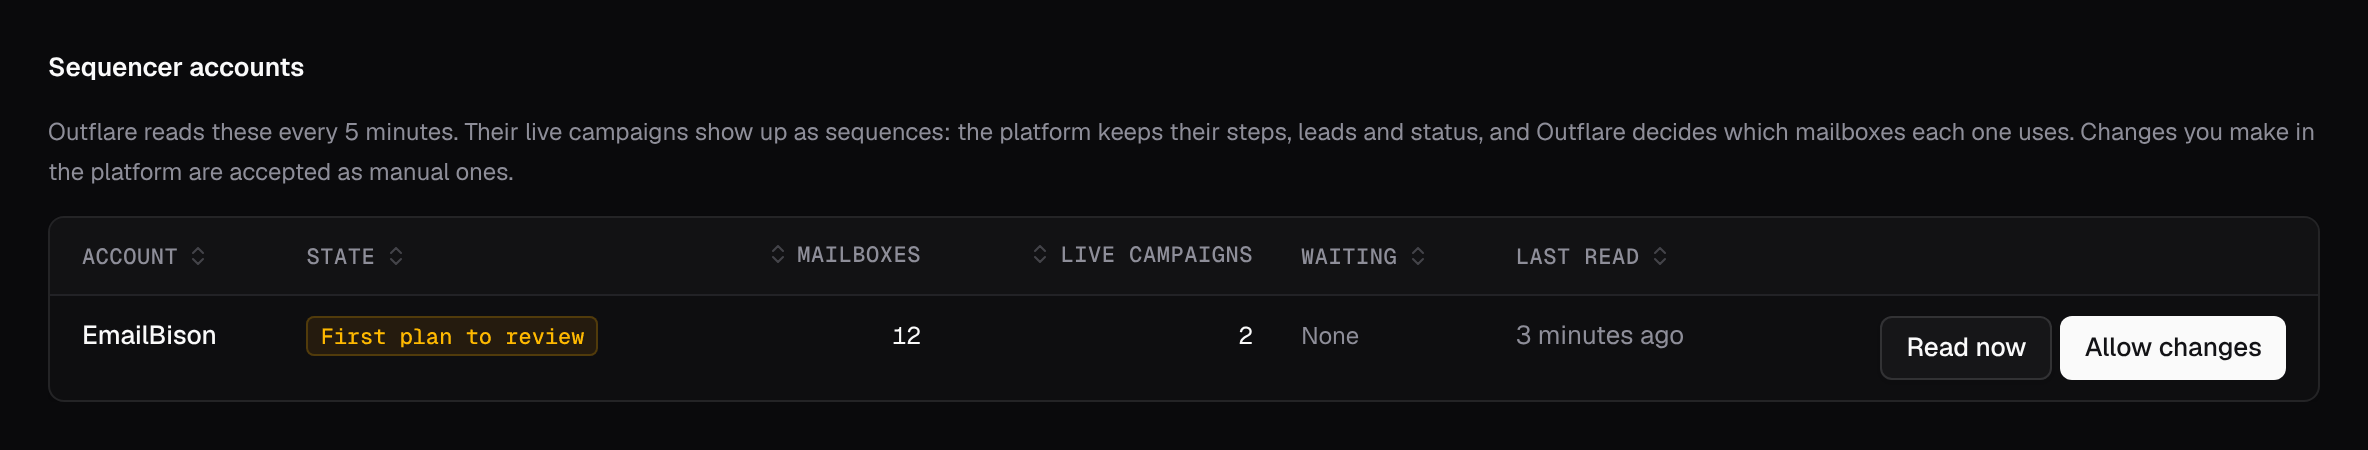 Sequencer accounts
Outflare reads these every 5 minutes. Their live campaigns show up as sequences: the platform keeps their steps, leads and status, and Outflare decides which mailboxes each one uses. Changes you make in
the platform are accepted as manual ones.
ACCOUNT STATE MAILBOXES LIVE CAMPAIGNS WAITING LAST READ
EmailBison First plan to review 12 2 None 3 minutes ago Read now Allow changes